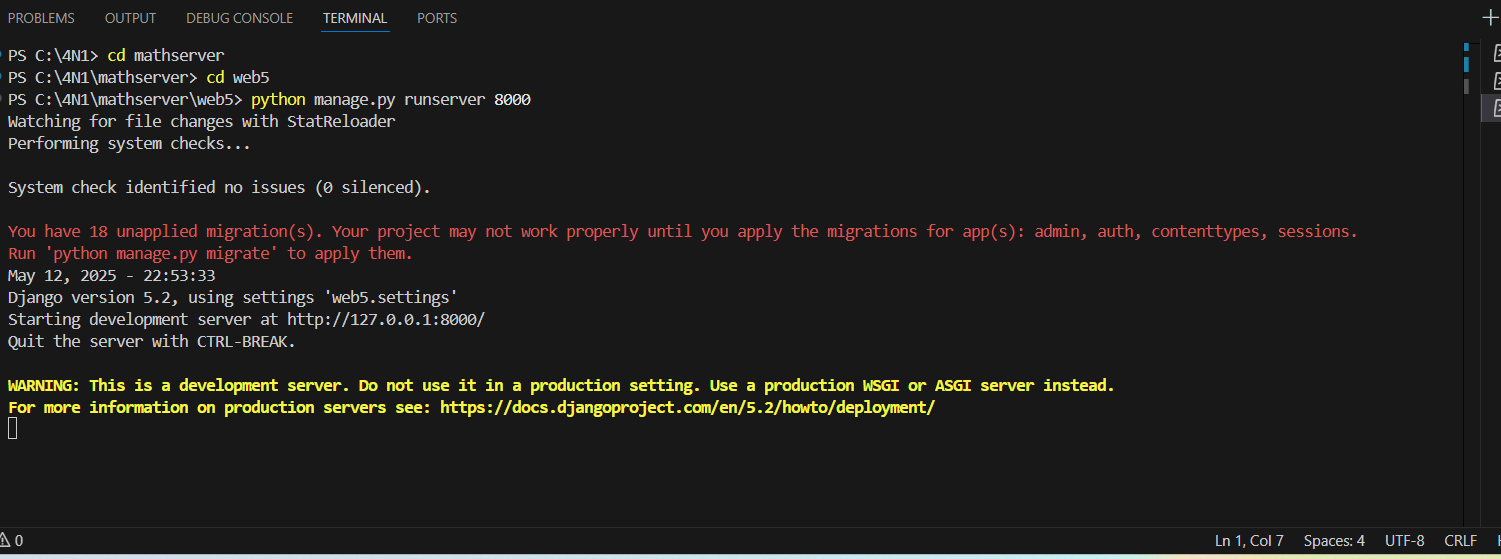 PROBLEMS OUTPUT DEBUG CONSOLE TERMINAL PORTS
PS C:\4N1> cd mathserver
PS C:\4N1\mathserver> cd web5
PS C:\4N1\mathserver\web5> python manage.py runserver 8000
Watching for file changes with StatReloader
Performing system checks...
System check identified no issues (0 silenced).
You have 18 unapplied migration(s). Your project may not work properly until you apply the migrations for app(s): admin, auth, contenttypes, sessions.
Run 'python manage.py migrate' to apply them.
May 12, 2025 - 22:53:33
Django version 5.2, using settings 'web5.settings'
Starting development server at http://127.0.0.1:8000/
Quit the server with CTRL-BREAK.
WARNING: This is a development server. Do not use it in a production setting. Use a production WSGI or ASGI server instead.
For more information on production servers see: https://docs.djangoproject.com/en/5.2/howto/deployment/
0 Ln 1, Col 7 Spaces: 4 UTF-8 CRLF